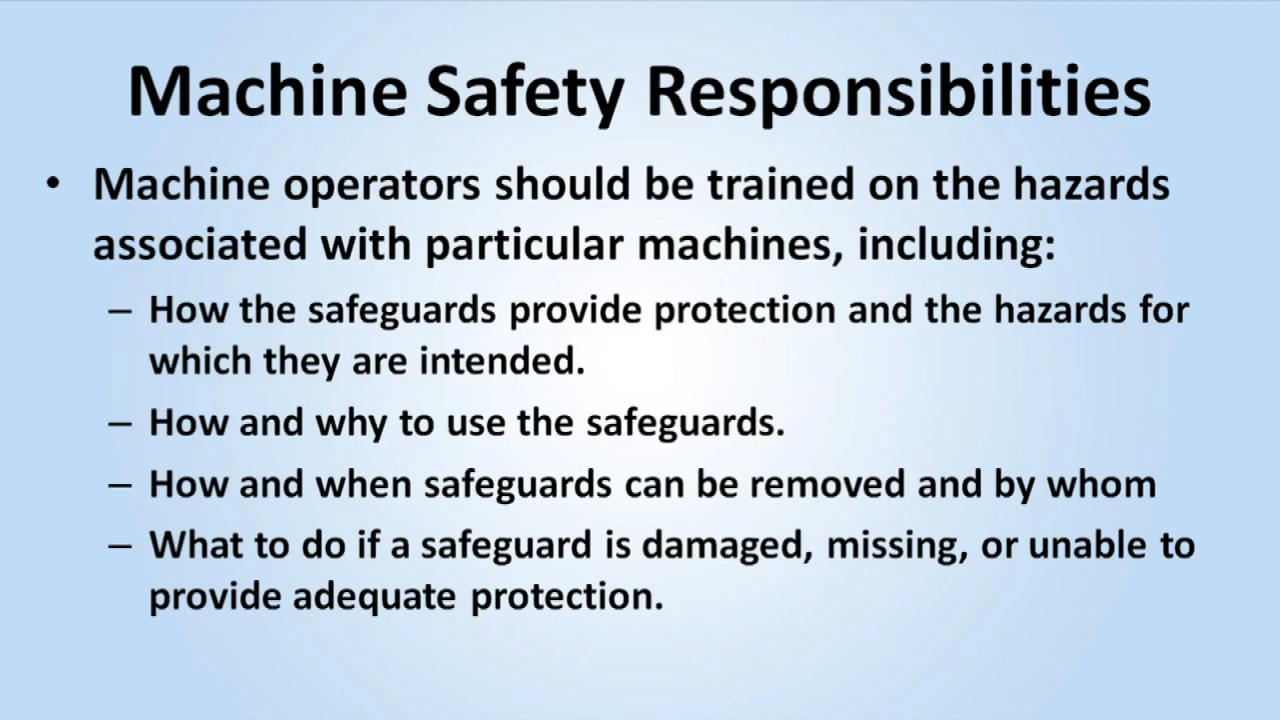 Machine Safety Responsibilities
• Machine operators should be trained on the hazards
associated with particular machines, including:
– How the safeguards provide protection and the hazards for
which they are intended.
– How and why to use the safeguards.
– How and when safeguards can be removed and by whom
– What to do if a safeguard is damaged, missing, or unable to
provide adequate protection.